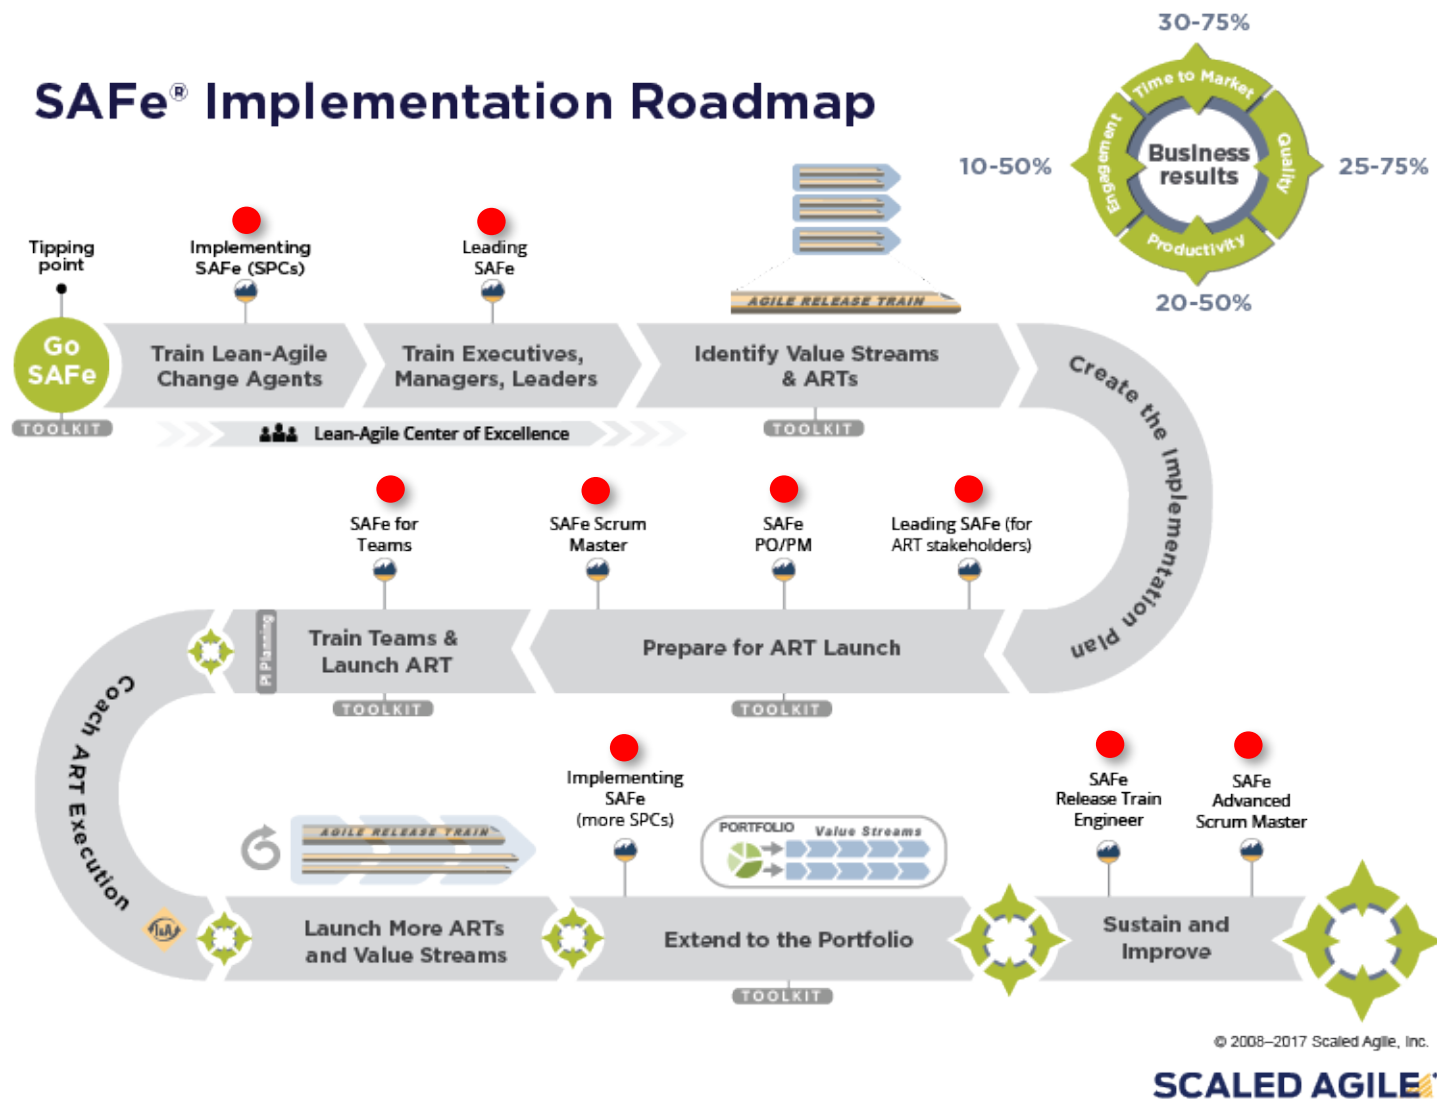 SAFe® Implementation Roadmap
30-75%
Time to Market
10-50%
Engagement
Business
results
Quality
25-75%
Productivity
20-50%
Tipping
point
Implementing
SAFe (SPCs)
Leading
SAFe
AGILE RELEASE TRAIN
Go
SAFe
Train Lean-Agile
Change Agents
Train Executives,
Managers, Leaders
Identify Value Streams
& ARTs
Create the Implementation Plan
TOOLKIT
Lean-Agile Center of Excellence
TOOLKIT
SAFe for
Teams
SAFe Scrum
Master
SAFe
PO/PM
Leading SAFe (for
ART stakeholders)
PI Planning
Train Teams &
Launch ART
Prepare for ART Launch
TOOLKIT
TOOLKIT
Coach ART Execution
I&A
Implementing
SAFe
(more SPCs)
SAFe
Release Train
Engineer
SAFe
Advanced
Scrum Master
AGILE RELEASE TRAIN
PORTFOLIO
Value Streams
Launch More ARTs
and Value Streams
Extend to the Portfolio
Sustain and
Improve
TOOLKIT
© 2008–2017 Scaled Agile, Inc.
SCALED AGILE